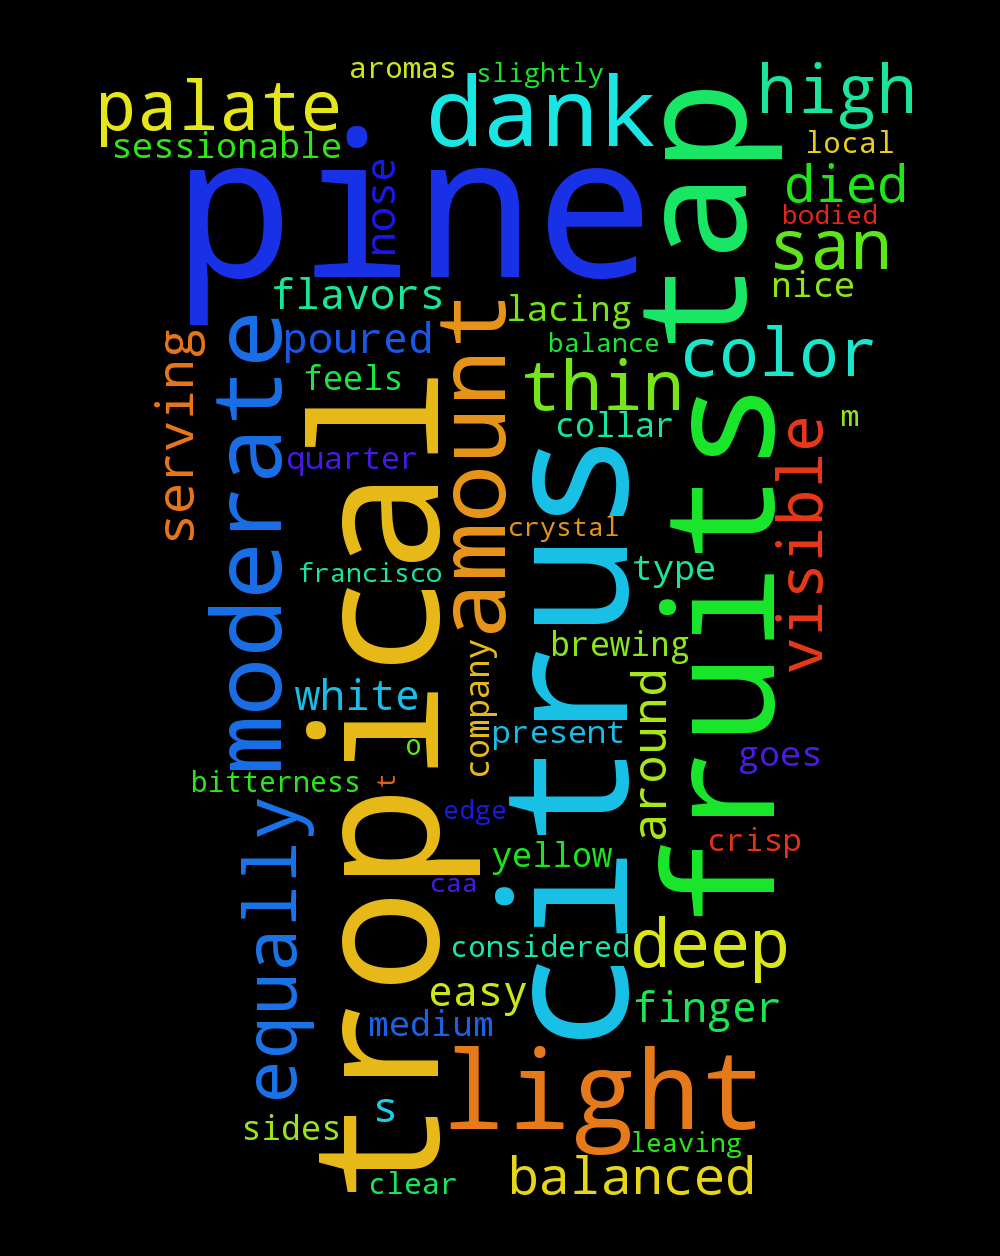 aromas
slightly
palate
dank
high
sessionable
local
pine
nose
tap
died
bodied
san
nice
flavors
lacing
poured
balance
color
feels
thin
serving
moderate
amount
collar
m
quarter
tropical
citrus
fruits
visible
crystal
francisco
type
brewing
company
around
white
present
o
goes
bitterness
t
edge
crisp
equally
yellow
caa
considered
deep
easy
finger
medium
s
light
sides
leaving
clear
balanced